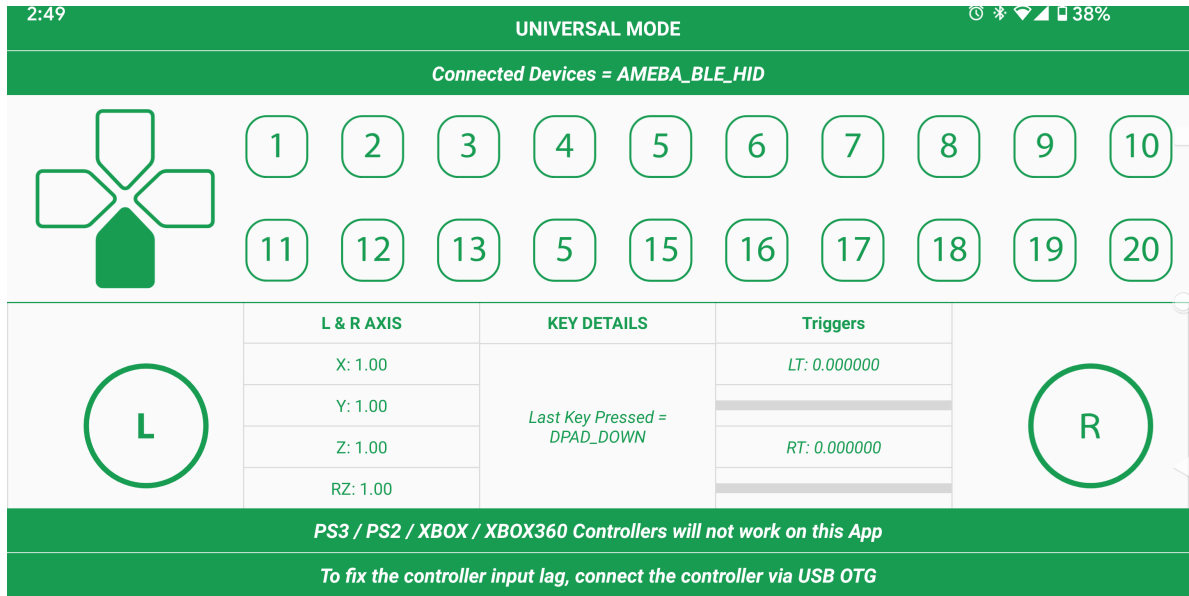 2:49
38%
UNIVERSAL MODE
Connected Devices = AMEBA_BLE_HID
1 2 3 4 5 6 7 8 9 10
11 12 13 5 15 16 17 18 19 20
L & R AXIS KEY DETAILS Triggers
X: 1.00 LT: 0.000000
Y: 1.00
Last Key Pressed =
DPAD_DOWN
L
R
Z: 1.00 RT: 0.000000
RZ: 1.00
PS3 / PS2 / XBOX / XBOX360 Controllers will not work on this App
To fix the controller input lag, connect the controller via USB OTG